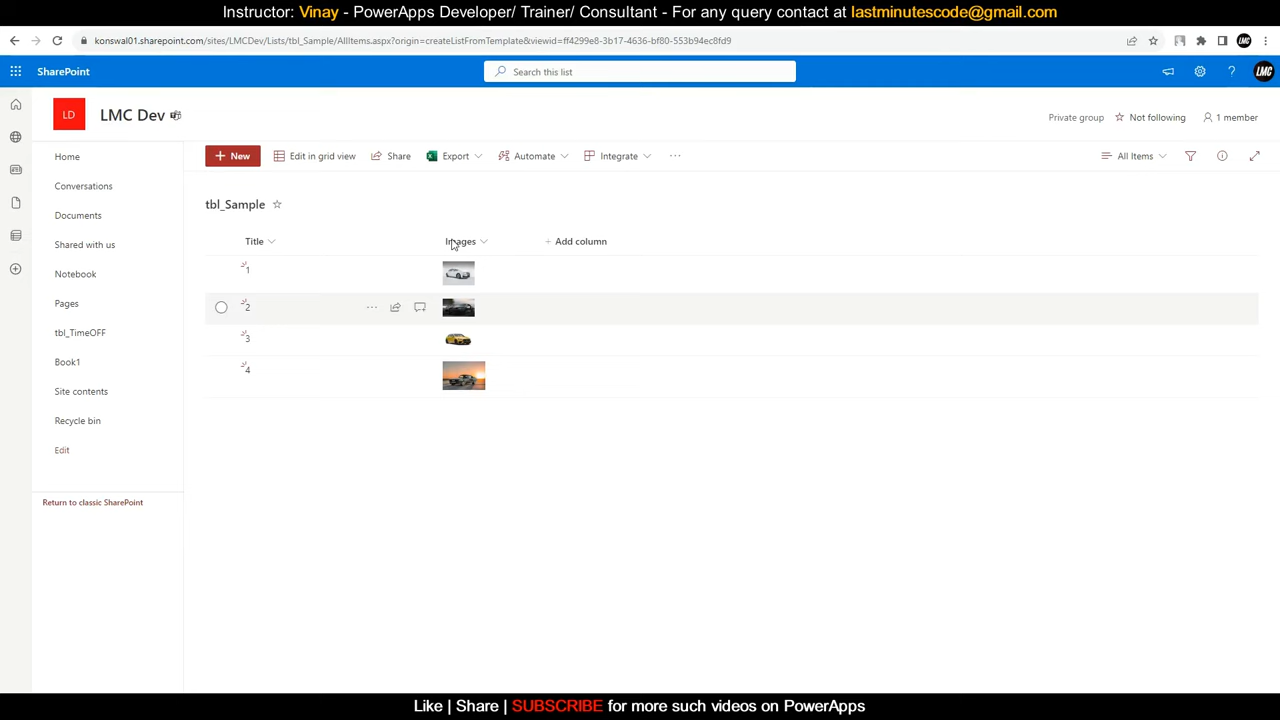 Instructor: Vinay - PowerApps Developer/ Trainer/ Consultant - For any query contact at lastminutescode@gmail.com
konswal01.sharepoint.com/sites/LMCDev/Lists/tbl_Sample/AllItems.aspx?origin=createListFromTemplate&viewid=ff4299e8-3b17-4636-bf80-553b94ec8fd9
LMC
SharePoint
Search this list
LMC
LD
LMC Dev
Private group
Not following
1 member
Home
Conversations
Documents
Shared with us
Notebook
Pages
tbl_TimeOFF
Book1
Site contents
Recycle bin
Edit
Return to classic SharePoint
+ New
Edit in grid view
Share
Export
Automate
Integrate
...
All Items
tbl_Sample
Title
Images
+ Add column
1
2
3
4
Like | Share | SUBSCRIBE for more such videos on PowerApps